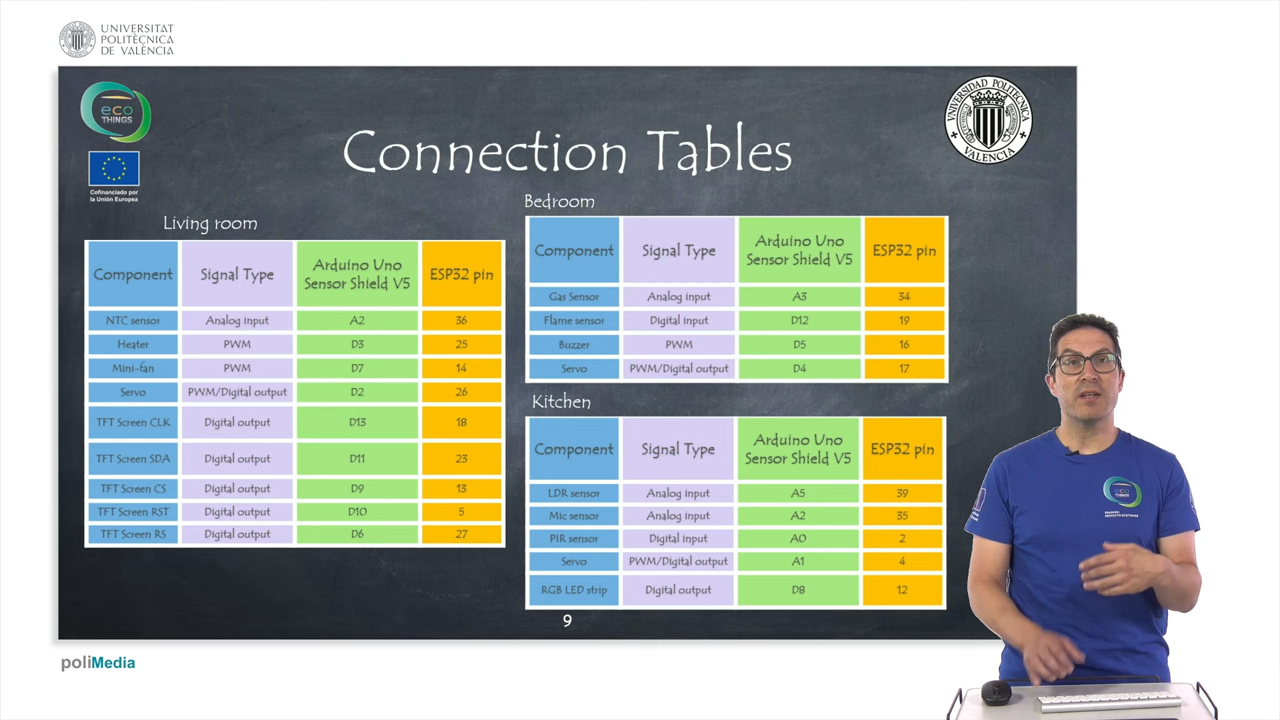 UNIVERSITAT
POLITÈCNICA
DE VALÈNCIA
eco
THINGS
Cofinanciado por
la Unión Europea
UNIVERSIDAD POLITECNICA
VALENCIA
Connection Tables
Living room
Component Signal Type Arduino Uno Sensor Shield V5 ESP32 pin
NTC sensor Analog input A2 36
Heater PWM D3 25
Mini-fan PWM D7 14
Servo PWM/Digital output D2 26
TFT Screen CLK Digital output D13 18
TFT Screen SDA Digital output D11 23
TFT Screen CS Digital output D9 13
TFT Screen RST Digital output D10 5
TFT Screen RS Digital output D6 27
Bedroom
Component Signal Type Arduino Uno Sensor Shield V5 ESP32 pin
Gas Sensor Analog input A3 34
Flame sensor Digital input D12 19
Buzzer PWM D5 16
Servo PWM/Digital output D4 17
Kitchen
Component Signal Type Arduino Uno Sensor Shield V5 ESP32 pin
LDR sensor Analog input A5 39
Mic sensor Analog input A2 35
PIR sensor Digital input A0 2
Servo PWM/Digital output A1 4
RGB LED strip Digital output D8 12
9
poliMedia
eco
THINGS